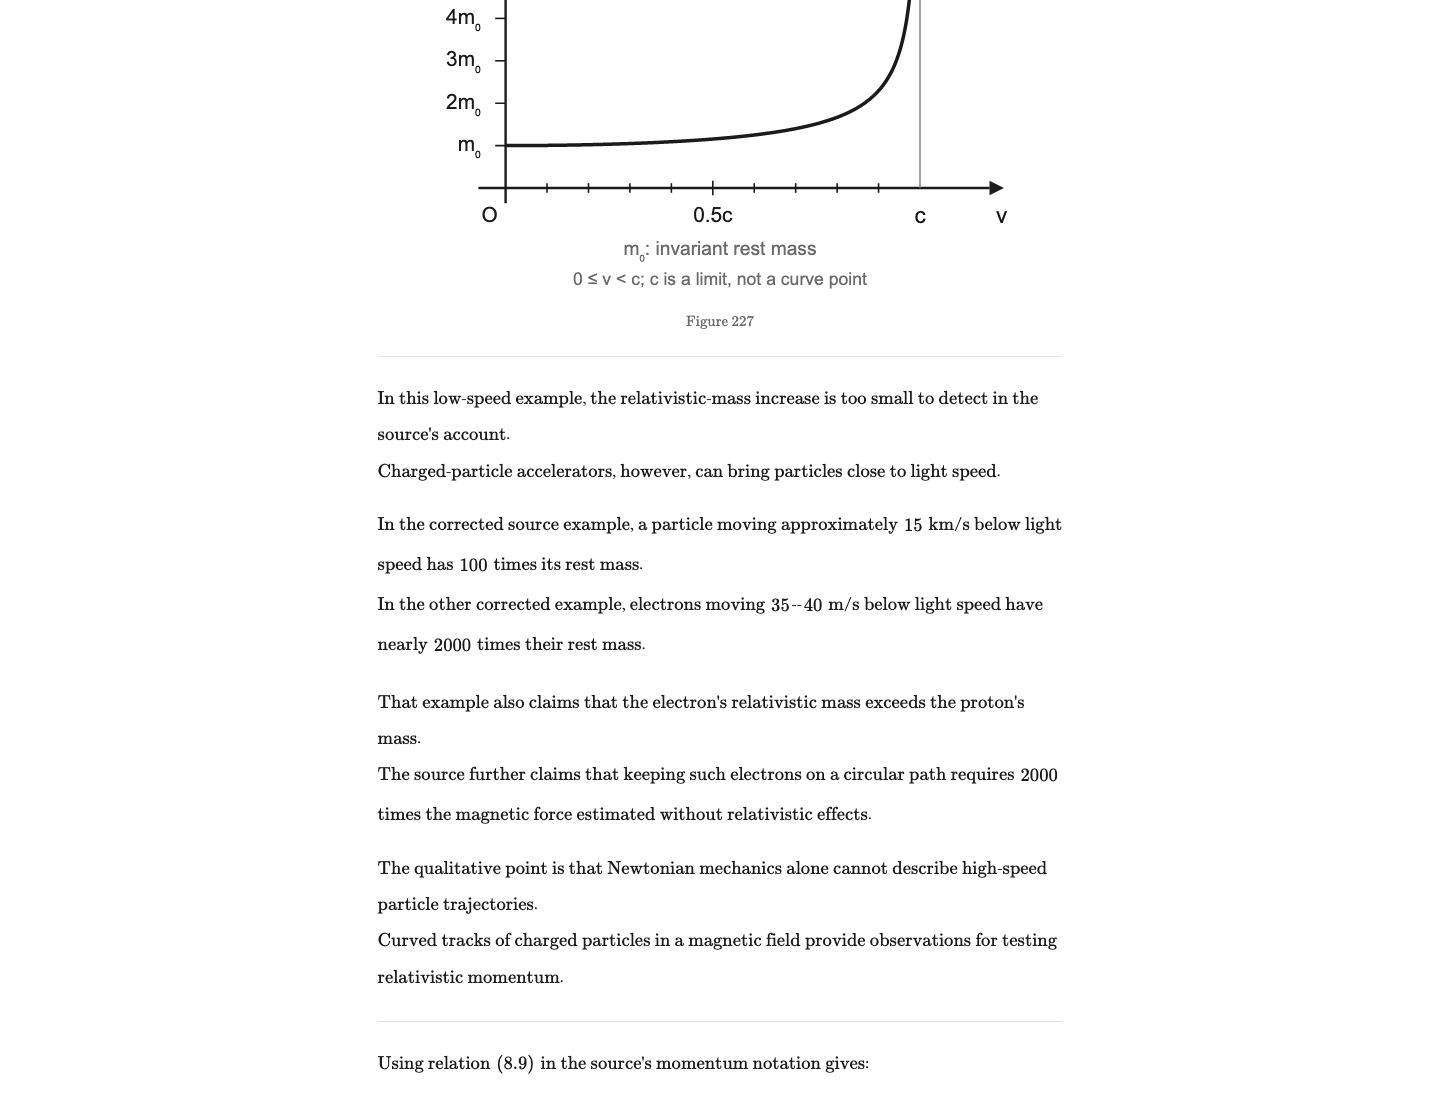 4m₀
3m₀
2m₀
m₀
O 0.5c c v
m₀: invariant rest mass
0 ≤ v < c; c is a limit, not a curve point
Figure 227
In this low-speed example, the relativistic-mass increase is too small to detect in the
source's account.
Charged-particle accelerators, however, can bring particles close to light speed.
In the corrected source example, a particle moving approximately 15 km/s below light
speed has 100 times its rest mass.
In the other corrected example, electrons moving 35--40 m/s below light speed have
nearly 2000 times their rest mass.
That example also claims that the electron's relativistic mass exceeds the proton's
mass.
The source further claims that keeping such electrons on a circular path requires 2000
times the magnetic force estimated without relativistic effects.
The qualitative point is that Newtonian mechanics alone cannot describe high-speed
particle trajectories.
Curved tracks of charged particles in a magnetic field provide observations for testing
relativistic momentum.
Using relation (8.9) in the source's momentum notation gives: